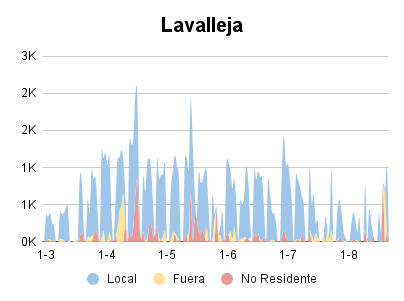 Lavalleja
3K
2K
2K
1K
1K
0K
1-3 1-4 1-5 1-6 1-7 1-8
Local Fuera No Residente